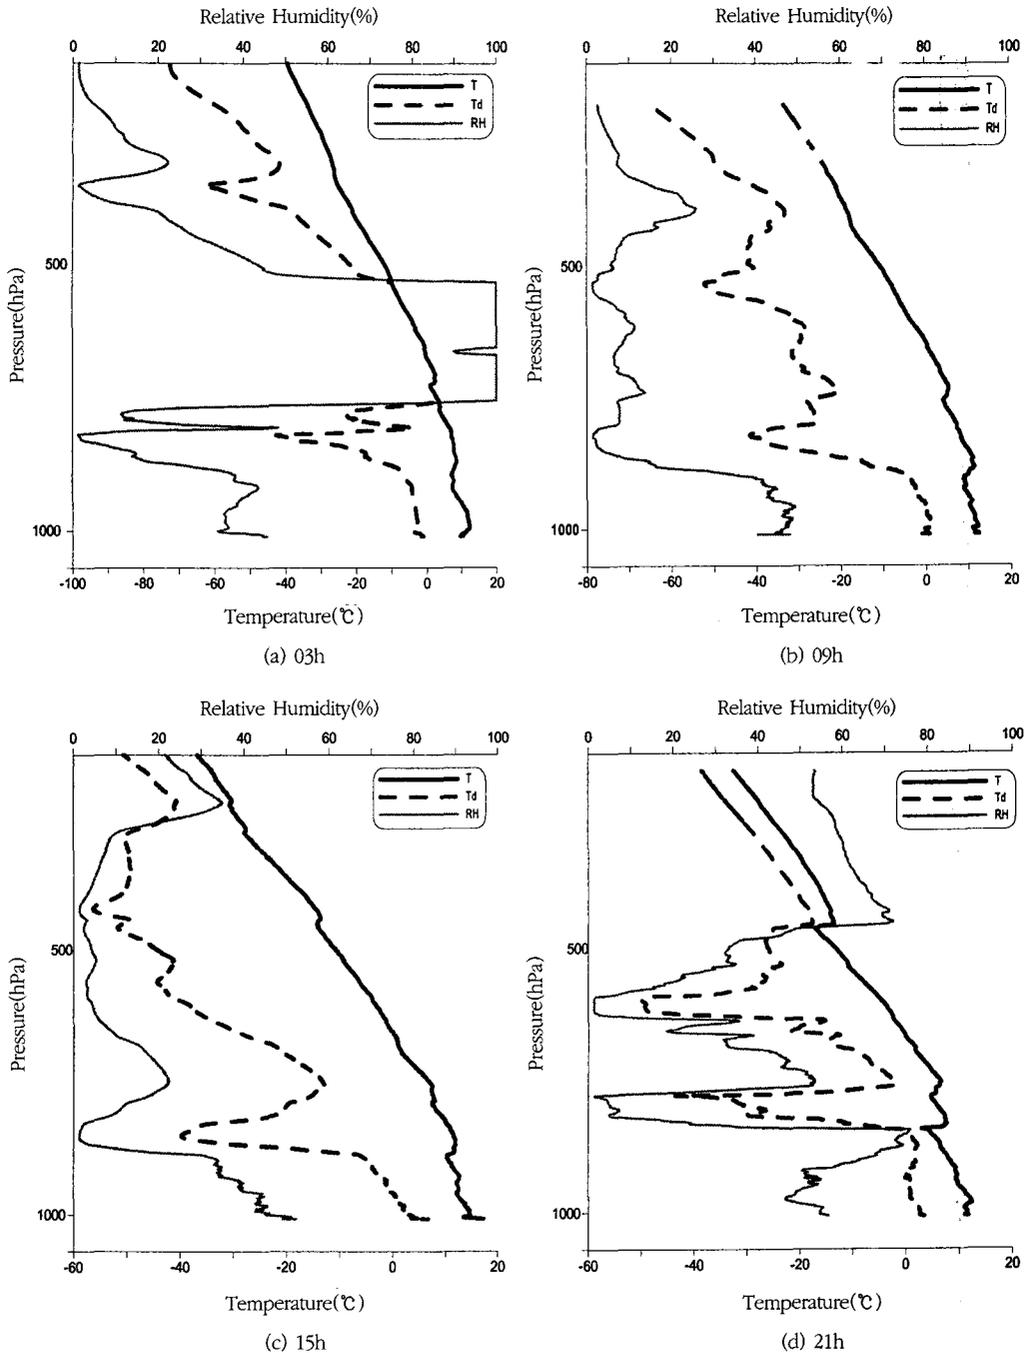 Relative Humidity(%)
0 20 40 60 80 100
T
Td
RH
Pressure(hPa)
500
1000
-100 -80 -60 -40 -20 0 20
Temperature(℃)
(a) 03h
Relative Humidity(%)
0 20 40 60 80 100
T
Td
RH
Pressure(hPa)
500
1000
-80 -60 -40 -20 0 20
Temperature(℃)
(b) 09h
Relative Humidity(%)
0 20 40 60 80 100
T
Td
RH
Pressure(hPa)
500
1000
-60 -40 -20 0 20
Temperature(℃)
(c) 15h
Relative Humidity(%)
0 20 40 60 80 100
T
Td
RH
Pressure(hPa)
500
1000
-60 -40 -20 0 20
Temperature(℃)
(d) 21h